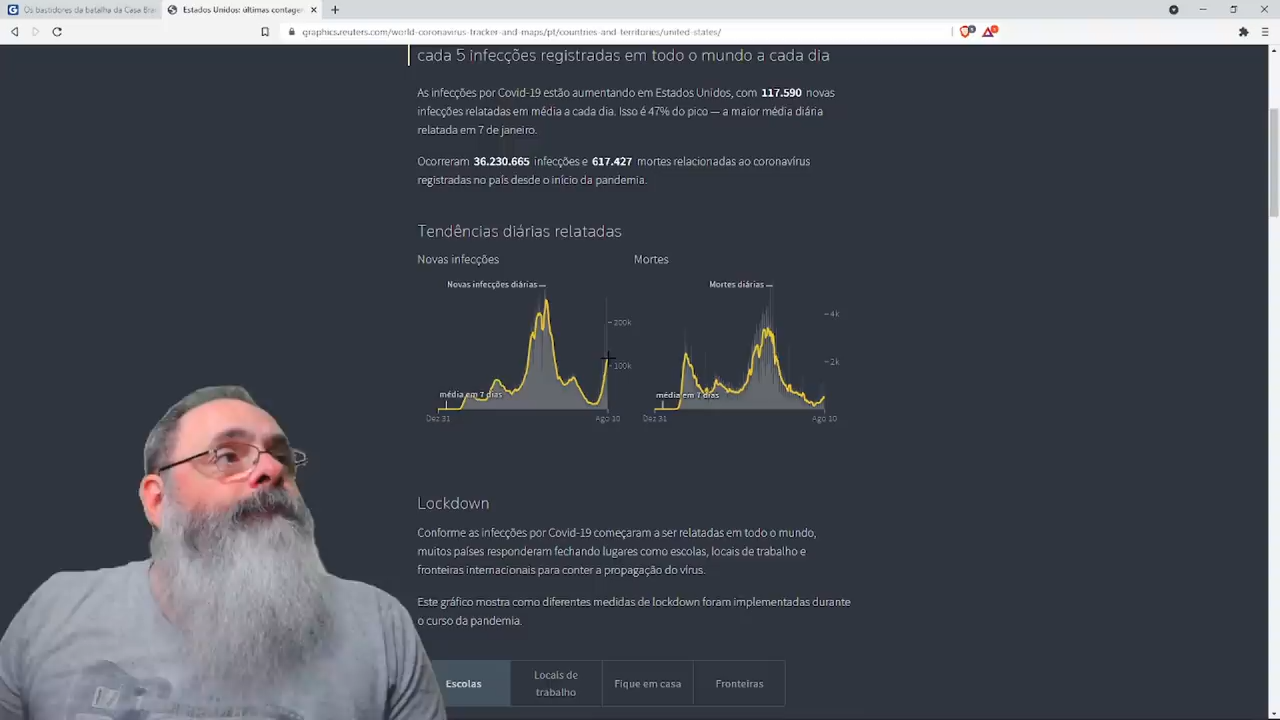 Os bastidores da batalha da Casa Bra
Estados Unidos: últimas contager
graphics.reuters.com/world-coronavirus-tracker-and-maps/pt/countries-and-territories/united-states/
cada 5 infecções registradas em todo o mundo a cada dia
As infecções por Covid-19 estão aumentando em Estados Unidos, com 117.590 novas
infecções relatadas em média a cada dia. Isso é 47% do pico — a maior média diária
relatada em 7 de janeiro.
Ocorreram 36.230.665 infecções e 617.427 mortes relacionadas ao coronavírus
registradas no país desde o início da pandemia.
Tendências diárias relatadas
Novas infecções
Mortes
Novas infecções diárias
200k
100k
média em 7 dias
Dez 31
Ago 10
Mortes diárias
4k
2k
média em 7 dias
Dez 31
Ago 10
Lockdown
Conforme as infecções por Covid-19 começaram a ser relatadas em todo o mundo,
muitos países responderam fechando lugares como escolas, locais de trabalho e
fronteiras internacionais para conter a propagação do vírus.
Este gráfico mostra como diferentes medidas de lockdown foram implementadas durante
o curso da pandemia.
Escolas
Locais de
trabalho
Fique em casa
Fronteiras